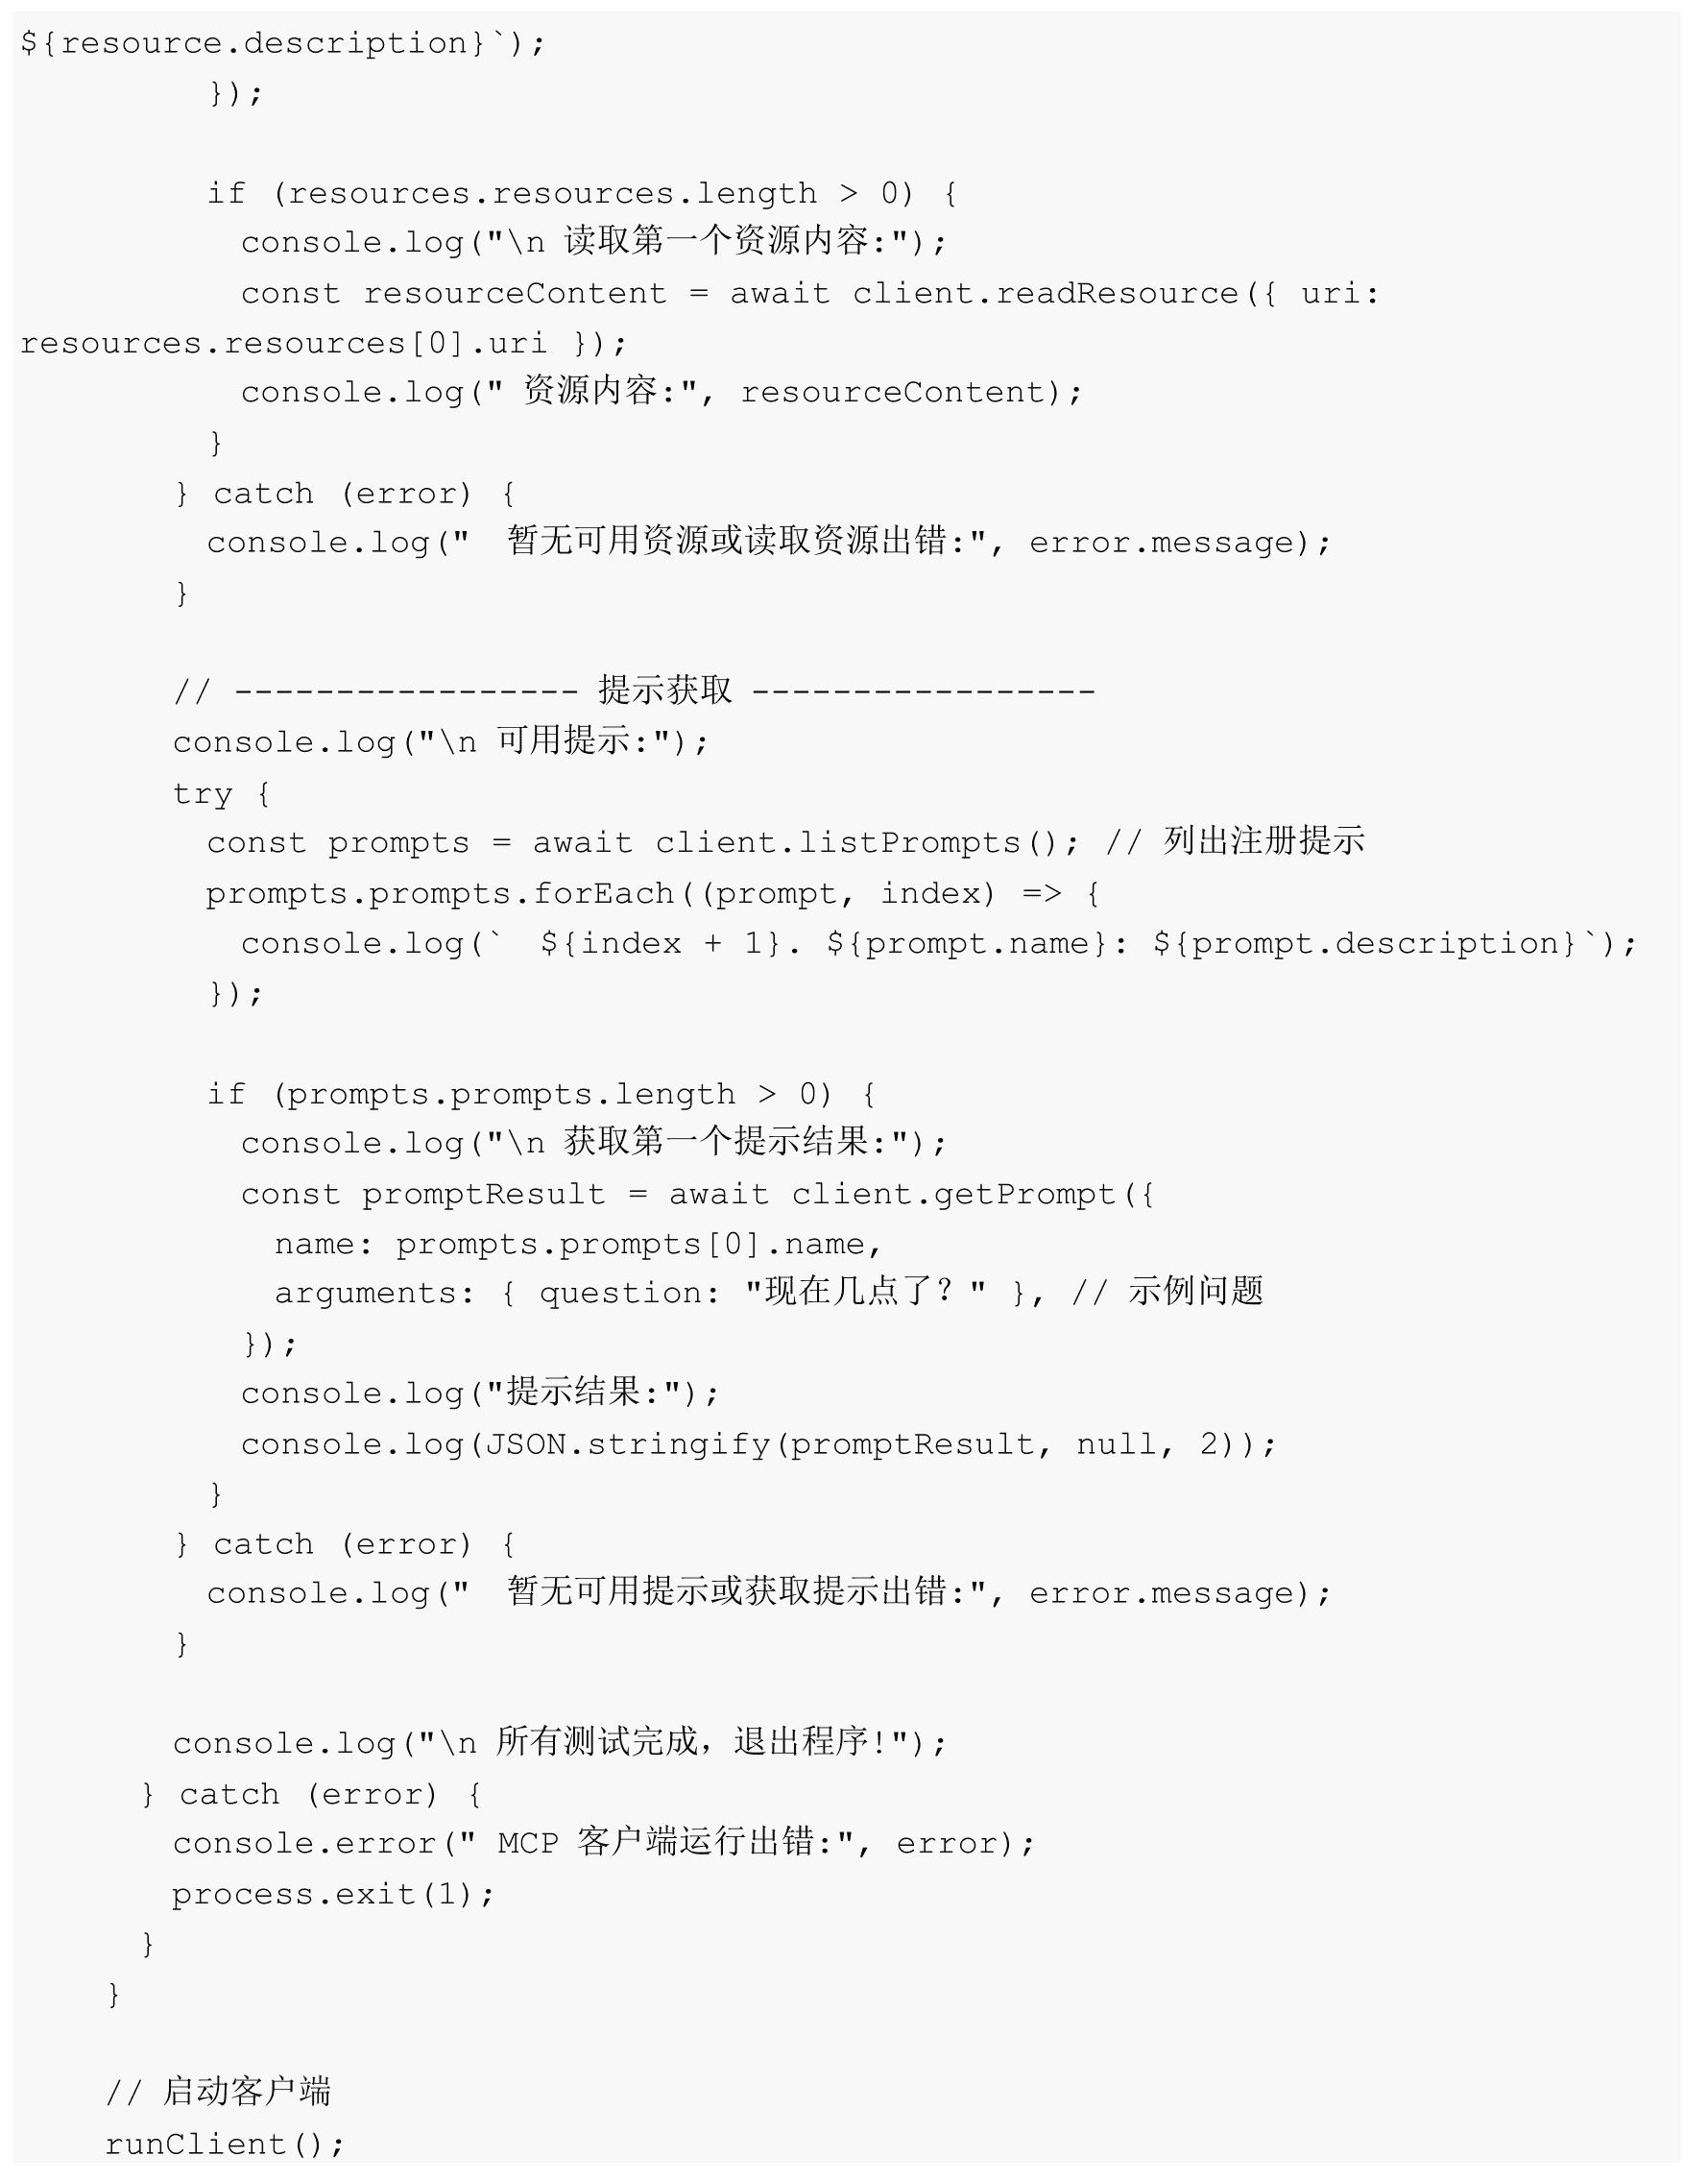 ${resource.description}`);
          });

          if (resources.resources.length > 0) {
            console.log("\n 读取第一个资源内容:");
            const resourceContent = await client.readResource({ uri:
resources.resources[0].uri });
            console.log(" 资源内容:", resourceContent);
          }
        } catch (error) {
          console.log("  暂无可用资源或读取资源出错:", error.message);
        }

        // ----------------- 提示获取 -----------------
        console.log("\n 可用提示:");
        try {
          const prompts = await client.listPrompts(); // 列出注册提示
          prompts.prompts.forEach((prompt, index) => {
            console.log(`  ${index + 1}. ${prompt.name}: ${prompt.description}`);
          });

          if (prompts.prompts.length > 0) {
            console.log("\n 获取第一个提示结果:");
            const promptResult = await client.getPrompt({
              name: prompts.prompts[0].name,
              arguments: { question: "现在几点了？" }, // 示例问题
            });
            console.log("提示结果:");
            console.log(JSON.stringify(promptResult, null, 2));
          }
        } catch (error) {
          console.log("  暂无可用提示或获取提示出错:", error.message);
        }

        console.log("\n 所有测试完成，退出程序!");
      } catch (error) {
        console.error(" MCP 客户端运行出错:", error);
        process.exit(1);
      }
    }

    // 启动客户端
    runClient();